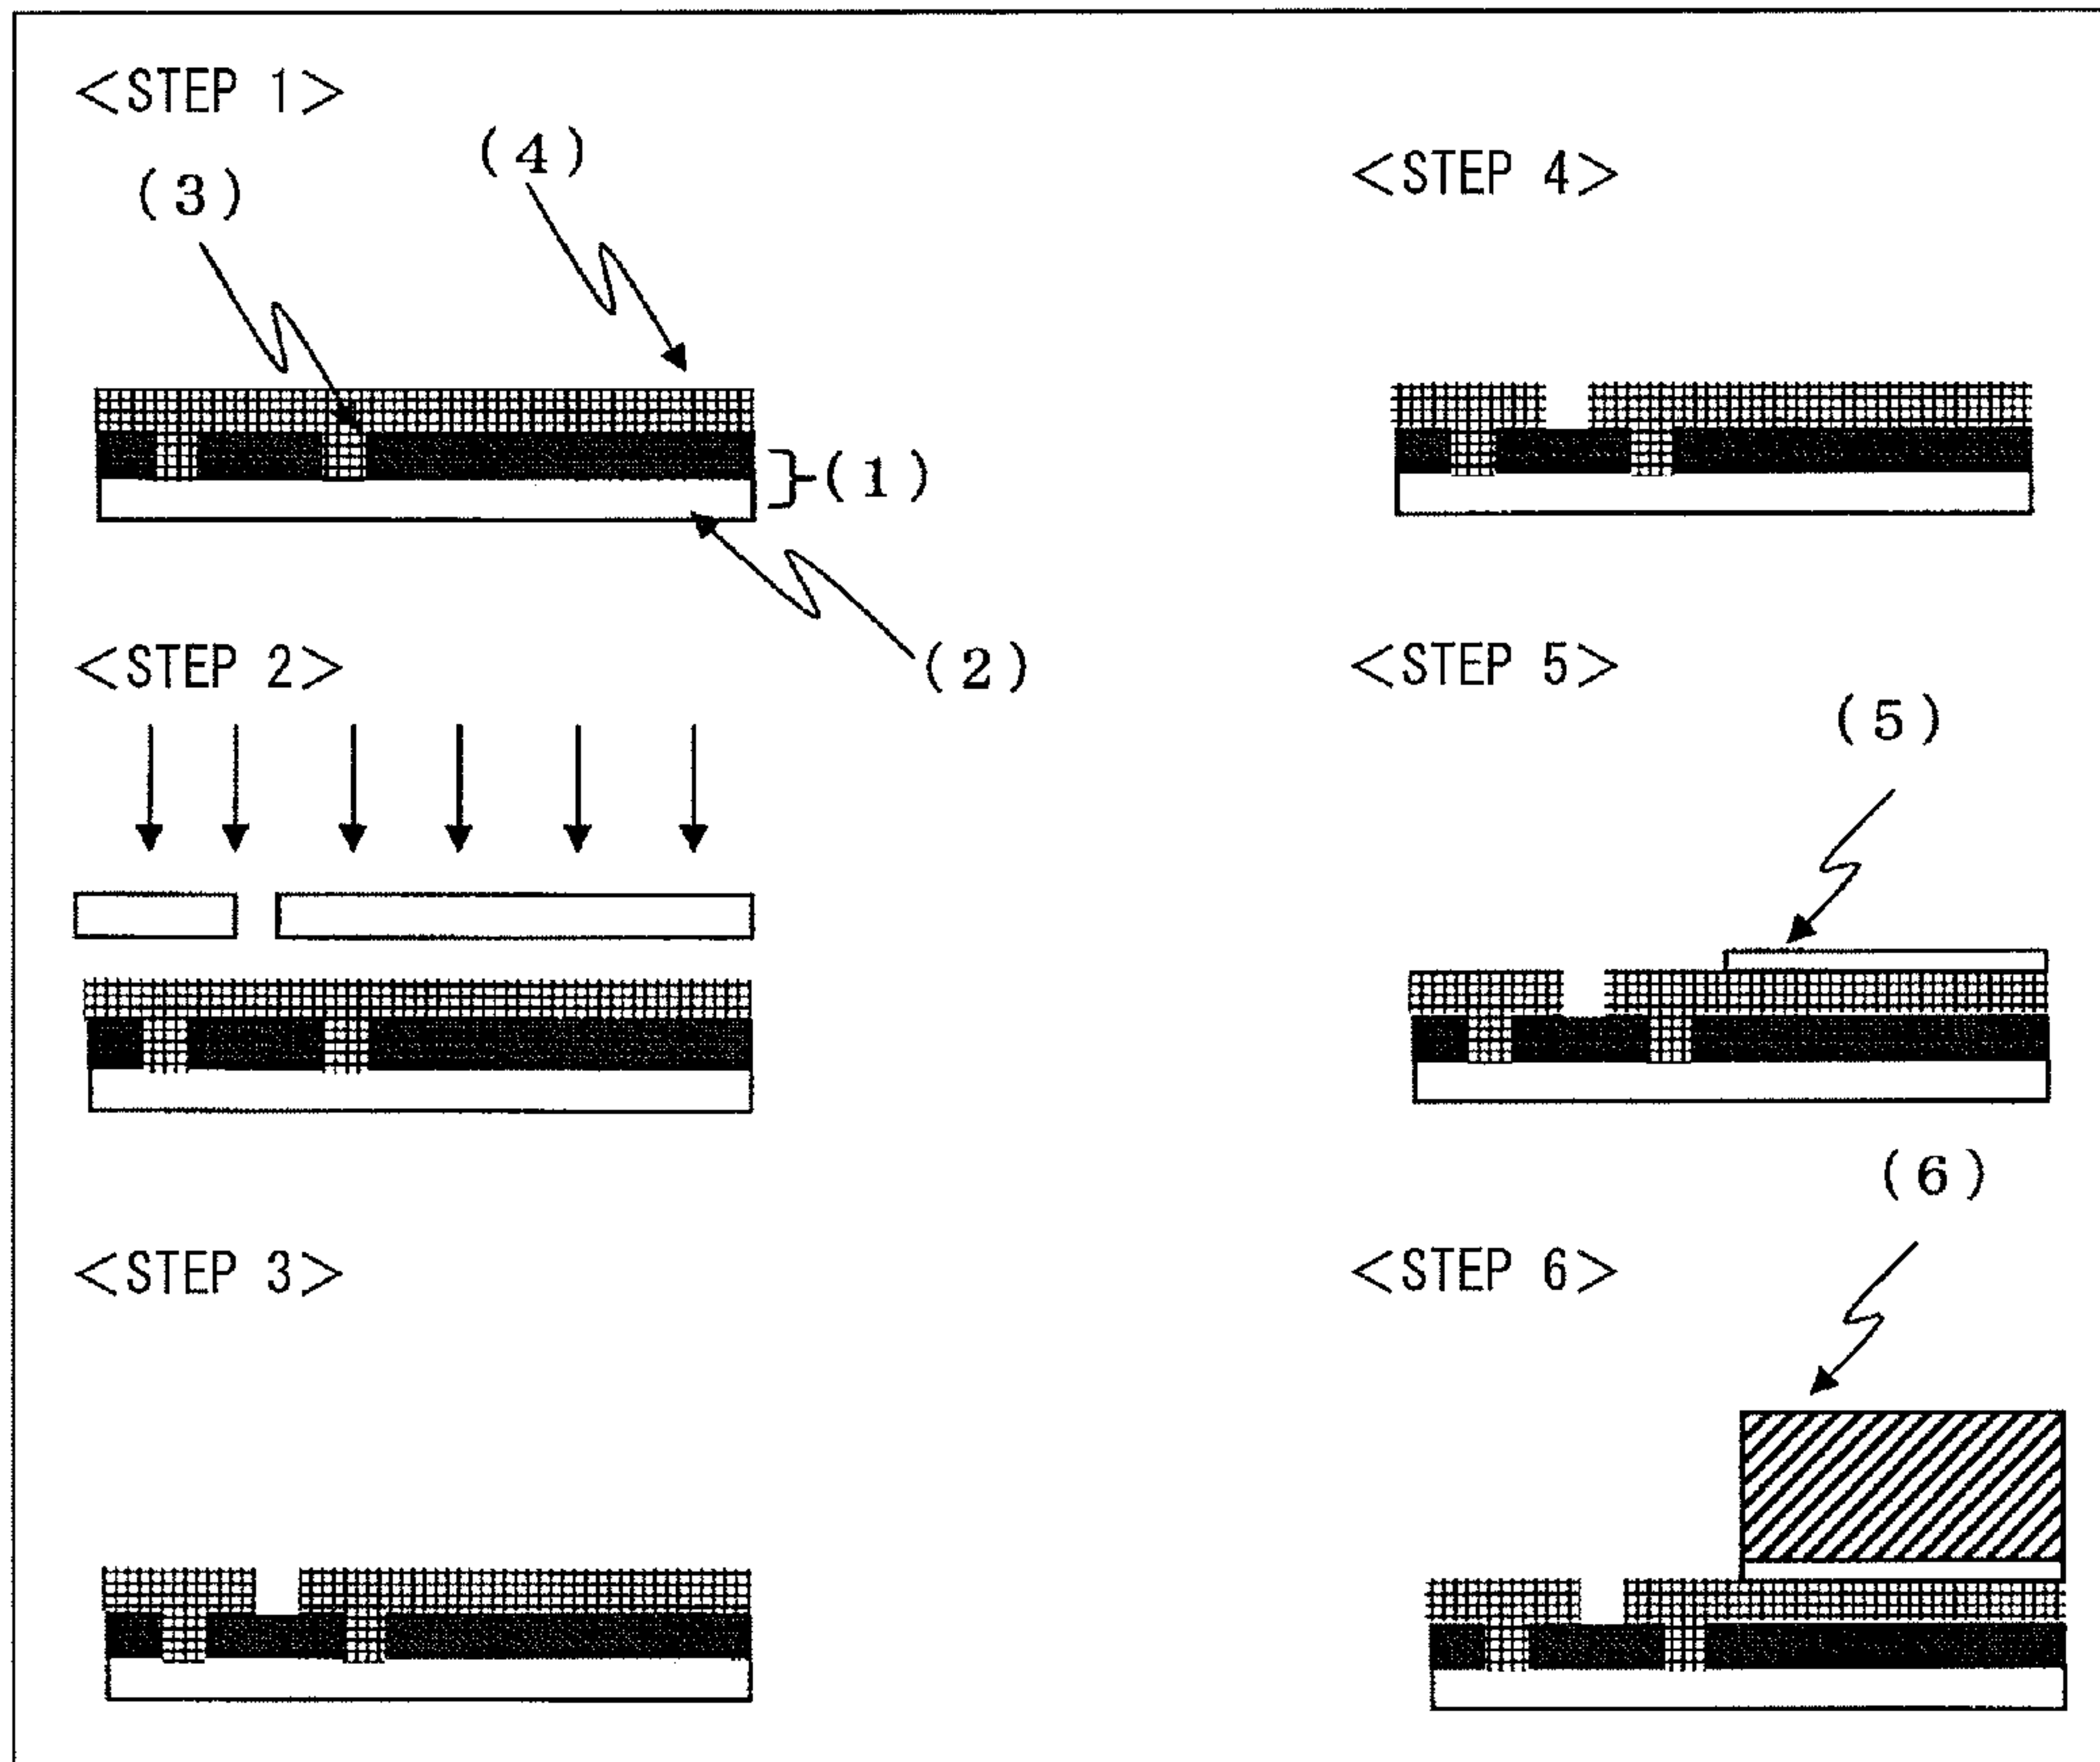 <STEP 1>
(3)
(4)
(1)
(2)
<STEP 2>
<STEP 3>
<STEP 4>
<STEP 5>
(5)
<STEP 6>
(6)